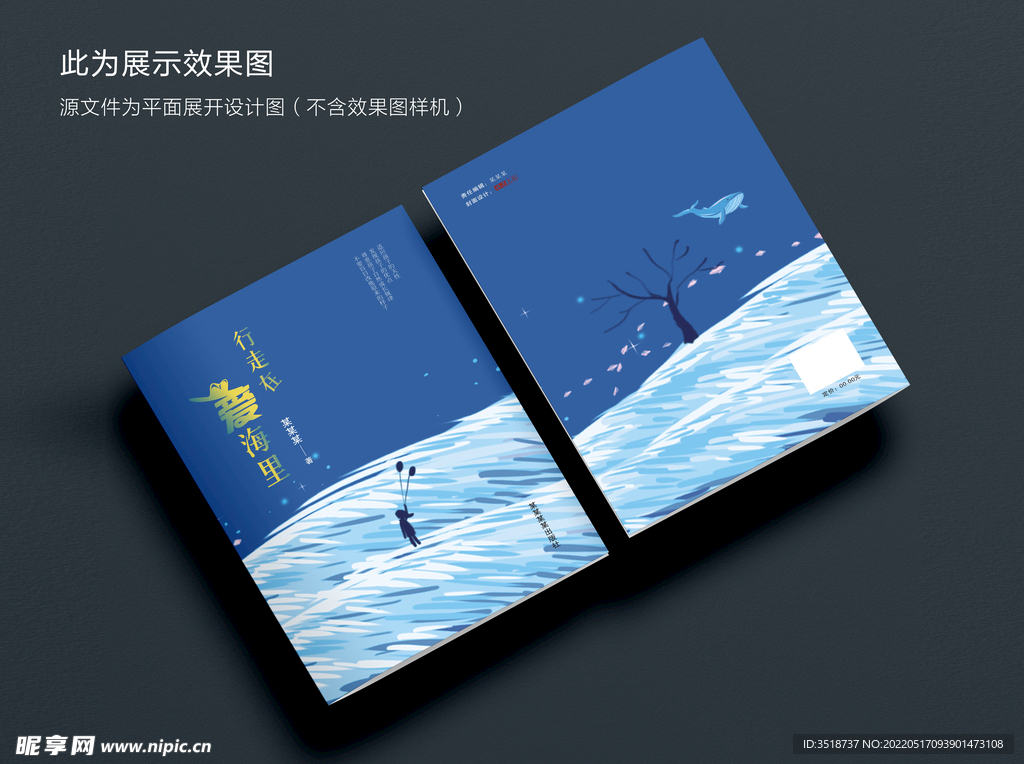 此为展示效果图
源文件为平面展开设计图（不含效果图样机）
责任编辑：某某某
封面设计：
行走在
爱
海里
某某某—著
某某某某出版社
定价：00.00元
昵享网 www.nipic.cn
ID:3518737 NO:20220517093901473108